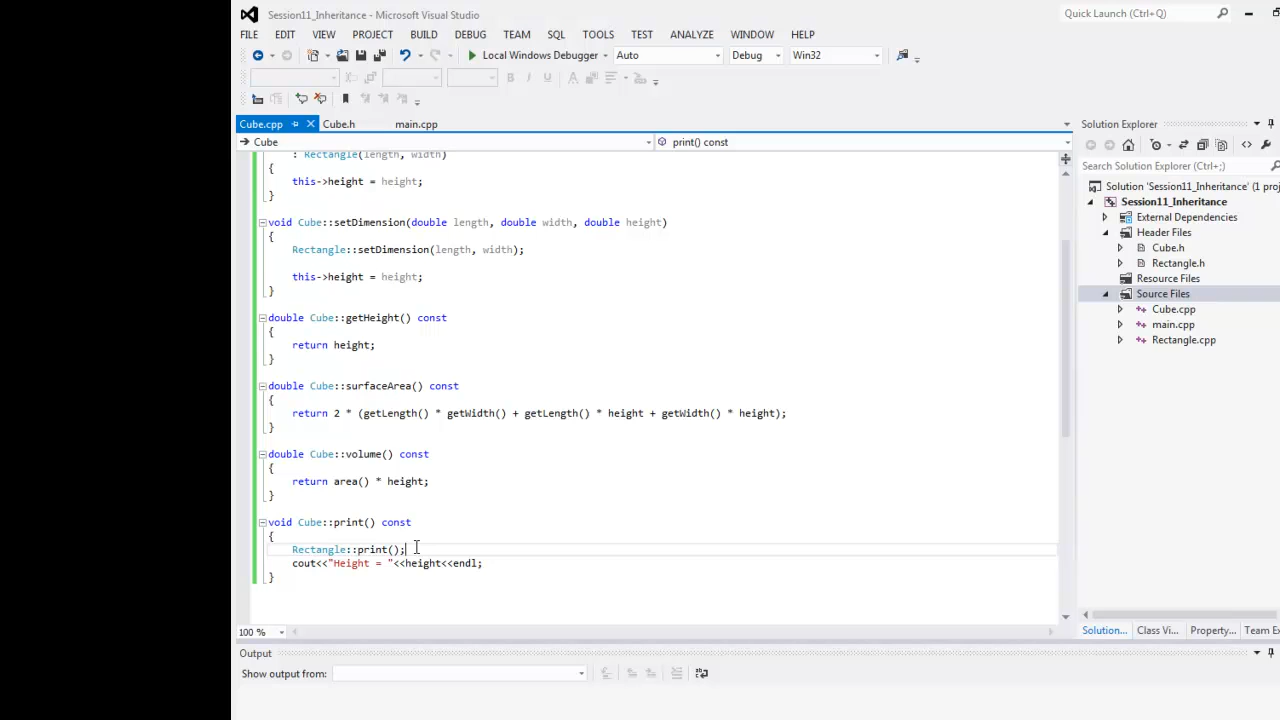 Session11_Inheritance - Microsoft Visual Studio
Quick Launch (Ctrl+Q)
FILE EDIT VIEW PROJECT BUILD DEBUG TEAM SQL TOOLS TEST ANALYZE WINDOW HELP
Local Windows Debugger Auto Debug Win32
Cube.cpp Cube.h main.cpp
Cube print() const
: Rectangle(length, width)
{
this->height = height;
}
void Cube::setDimension(double length, double width, double height)
{
Rectangle::setDimension(length, width);
this->height = height;
}
double Cube::getHeight() const
{
return height;
}
double Cube::surfaceArea() const
{
return 2 * (getLength() * getWidth() + getLength() * height + getWidth() * height);
}
double Cube::volume() const
{
return area() * height;
}
void Cube::print() const
{
Rectangle::print();
cout<<"Height = "<<height<<endl;
}
100 %
Output
Show output from:
Solution Explorer
Search Solution Explorer (Ctrl+;)
Solution 'Session11_Inheritance' (1 proj
Session11_Inheritance
External Dependencies
Header Files
Cube.h
Rectangle.h
Resource Files
Source Files
Cube.cpp
main.cpp
Rectangle.cpp
Solution... Class Vi... Property... Team Ex